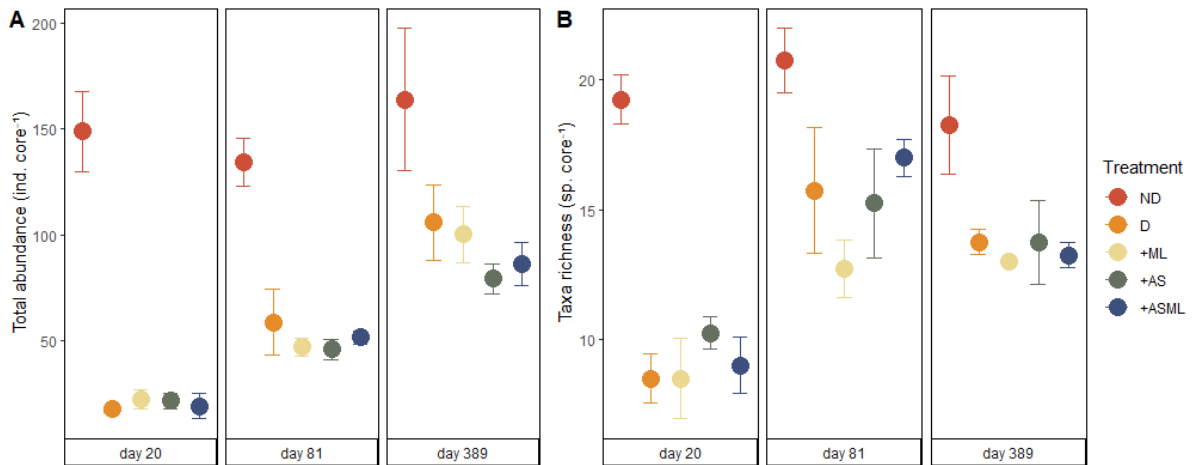 A
Total abundance (ind. core⁻¹)
200
150
100
50
day 20
day 81
day 389
B
Taxa richness (sp. core⁻¹)
20
15
10
day 20
day 81
day 389
Treatment
ND
D
+ML
+AS
+ASML